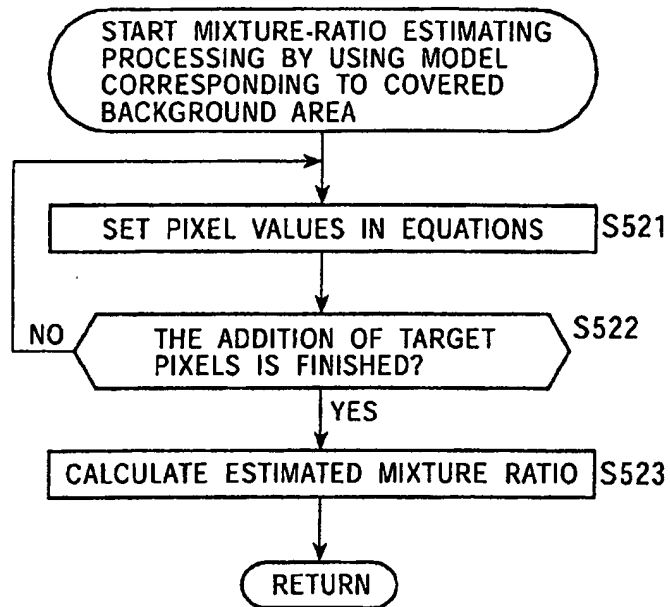 START MIXTURE-RATIO ESTIMATING
PROCESSING BY USING MODEL
CORRESPONDING TO COVERED
BACKGROUND AREA
SET PIXEL VALUES IN EQUATIONS
S521
NO
THE ADDITION OF TARGET
PIXELS IS FINISHED?
S522
YES
CALCULATE ESTIMATED MIXTURE RATIO
S523
RETURN